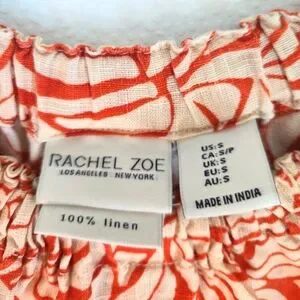 RACHEL ZOE
LOS ANGELES · NEW YORK
100% linen
US:S
CA:S/P
UK:S
EU:S
AU:S
MADE IN INDIA